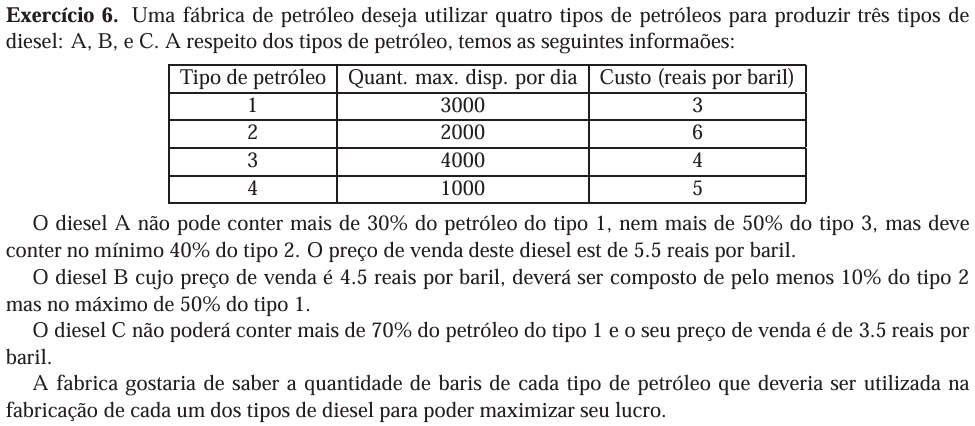 Exercício 6. Uma fábrica de petróleo deseja utilizar quatro tipos de petróleos para produzir três tipos de
diesel: A, B, e C. A respeito dos tipos de petróleo, temos as seguintes informaões:
Tipo de petróleo Quant. max. disp. por dia Custo (reais por baril)
1 3000 3
2 2000 6
3 4000 4
4 1000 5
O diesel A não pode conter mais de 30% do petróleo do tipo 1, nem mais de 50% do tipo 3, mas deve
conter no mínimo 40% do tipo 2. O preço de venda deste diesel est de 5.5 reais por baril.
O diesel B cujo preço de venda é 4.5 reais por baril, deverá ser composto de pelo menos 10% do tipo 2
mas no máximo de 50% do tipo 1.
O diesel C não poderá conter mais de 70% do petróleo do tipo 1 e o seu preço de venda é de 3.5 reais por
baril.
A fabrica gostaria de saber a quantidade de baris de cada tipo de petróleo que deveria ser utilizada na
fabricação de cada um dos tipos de diesel para poder maximizar seu lucro.